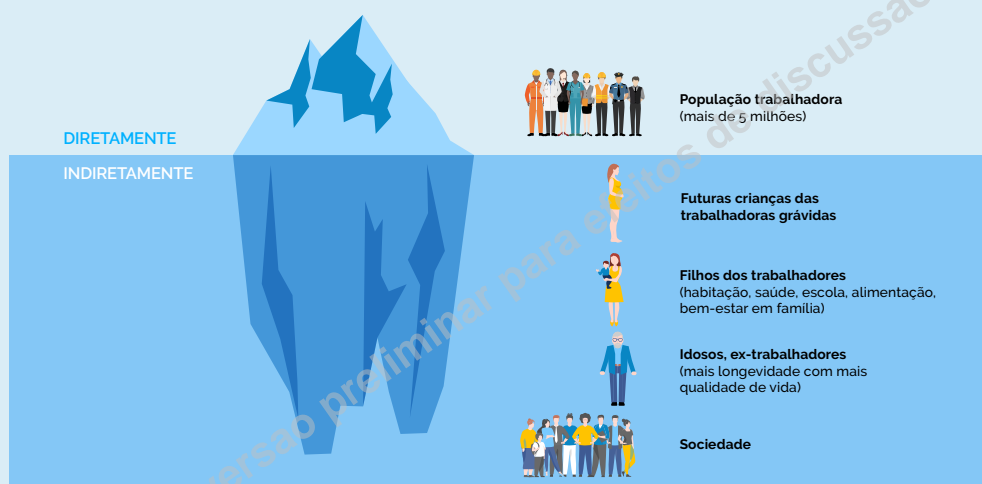 População trabalhadora
(mais de 5 milhões)
DIRETAMENTE
INDIRETAMENTE
Futuras crianças das
trabalhadoras grávidas
Filhos dos trabalhadores
(habitação, saúde, escola, alimentação,
bem-estar em família)
Idosos, ex-trabalhadores
(mais longevidade com mais
qualidade de vida)
Sociedade
versao preliminar para efeitos de discussao